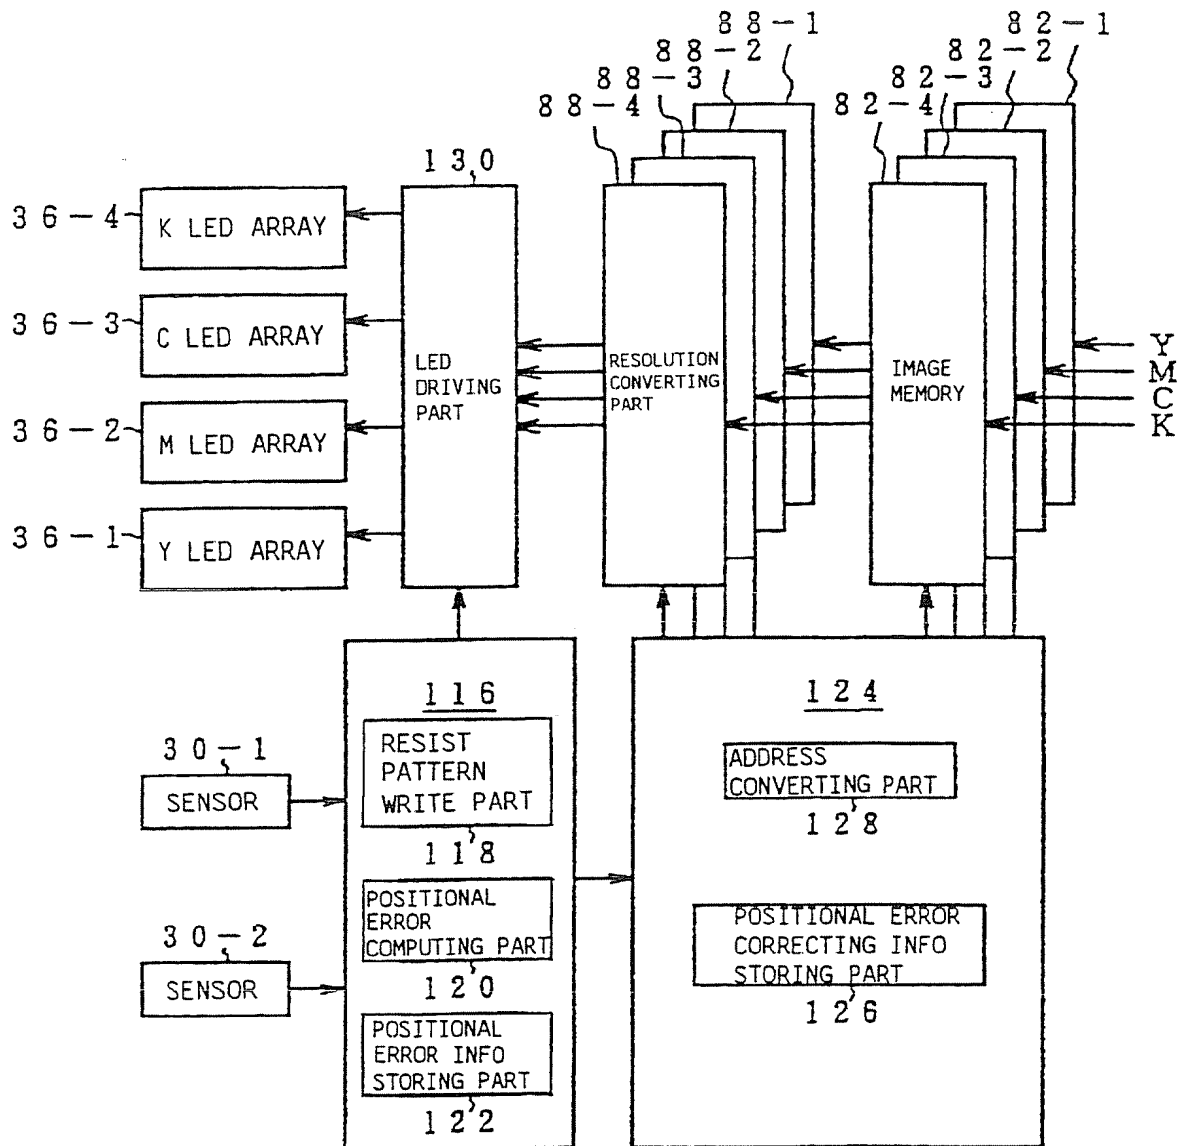 88-1
88-2
88-3
88-4
82-1
82-2
82-3
82-4
130
36-4
K LED ARRAY
36-3
C LED ARRAY
36-2
M LED ARRAY
36-1
Y LED ARRAY
LED
DRIVING
PART
RESOLUTION
CONVERTING
PART
IMAGE
MEMORY
Y
M
C
K
30-1
SENSOR
30-2
SENSOR
116
RESIST
PATTERN
WRITE PART
118
POSITIONAL
ERROR
COMPUTING PART
120
POSITIONAL
ERROR INFO
STORING PART
122
124
ADDRESS
CONVERTING PART
128
POSITIONAL ERROR
CORRECTING INFO
STORING PART
126